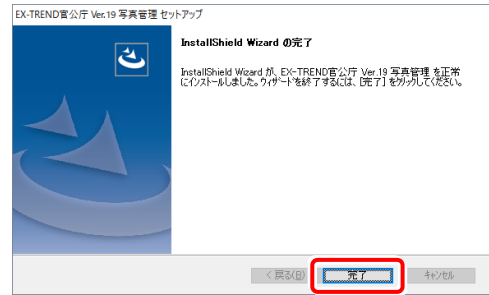 EX-TREND官公庁 Ver.19 写真管理 セットアップ
InstallShield Wizard の完了
InstallShield Wizard が、EX-TREND官公庁 Ver.19 写真管理 を正常
にインストールしました。ウィザードを終了するには、[完了] をクリックしてください。
< 戻る(B)
完了
キャンセル